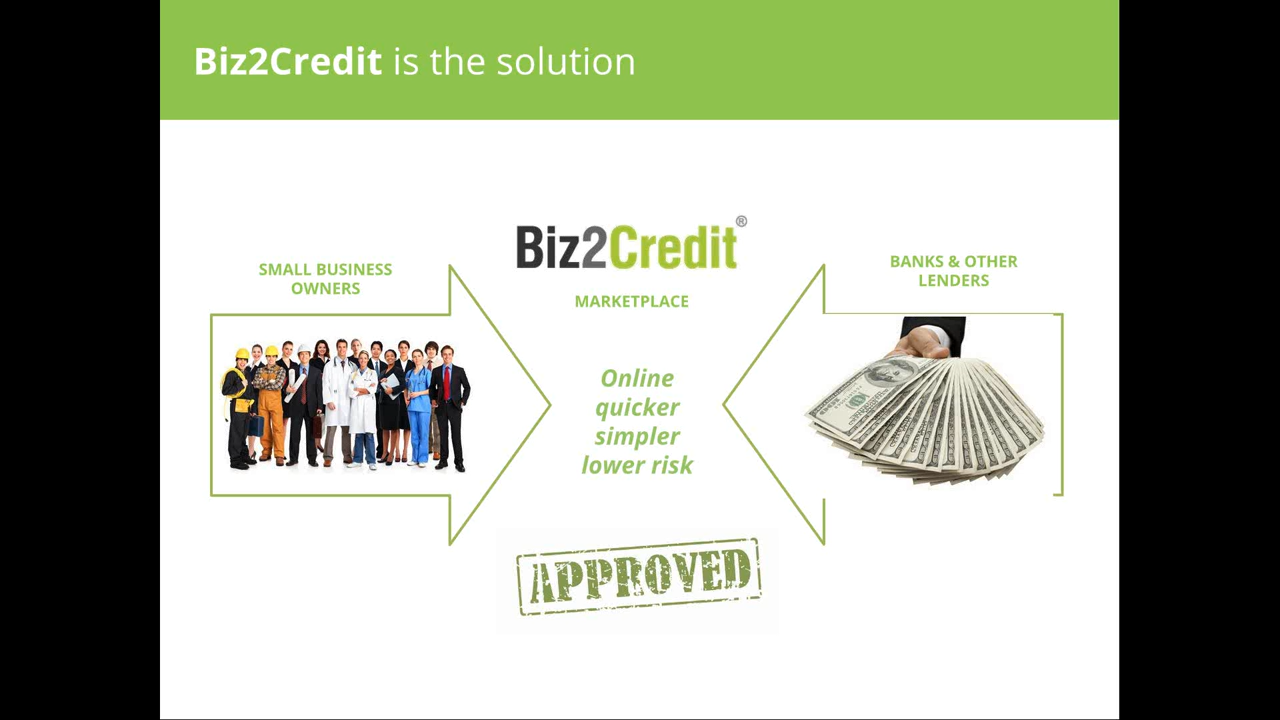 Biz2Credit is the solution
SMALL BUSINESS
OWNERS
Biz2Credit®
MARKETPLACE
BANKS & OTHER
LENDERS
Online
quicker
simpler
lower risk
APPROVED